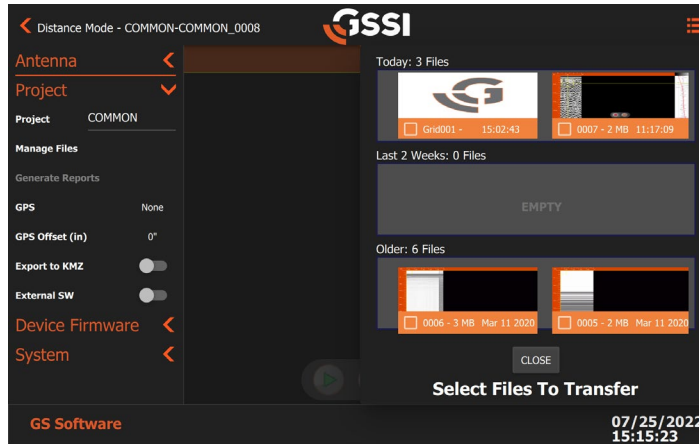 Distance Mode - COMMON-COMMON_0008
GSSI
Antenna
Project
Project COMMON
Manage Files
Generate Reports
GPS None
GPS Offset (in) 0"
Export to KMZ
External SW
Device Firmware
System
Today: 3 Files
Grid001 - 15:02:43
0007 - 2 MB 11:17:09
Last 2 Weeks: 0 Files
EMPTY
Older: 6 Files
0006 - 3 MB Mar 11 2020
0005 - 2 MB Mar 11 2020
CLOSE
Select Files To Transfer
GS Software
07/25/2022
15:15:23